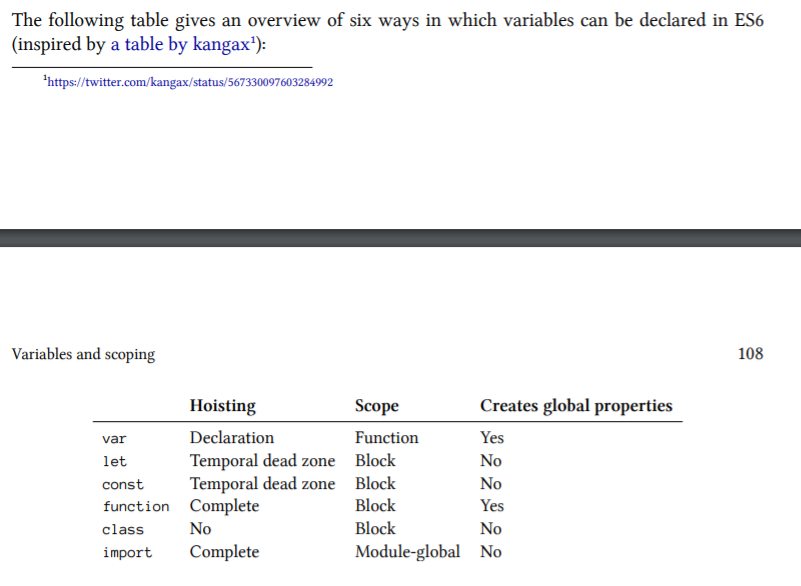 The following table gives an overview of six ways in which variables can be declared in ES6
(inspired by a table by kangax¹):
¹https://twitter.com/kangax/status/567330097603284992
Variables and scoping 108
Hoisting Scope Creates global properties
var Declaration Function Yes
let Temporal dead zone Block No
const Temporal dead zone Block No
function Complete Block Yes
class No Block No
import Complete Module-global No